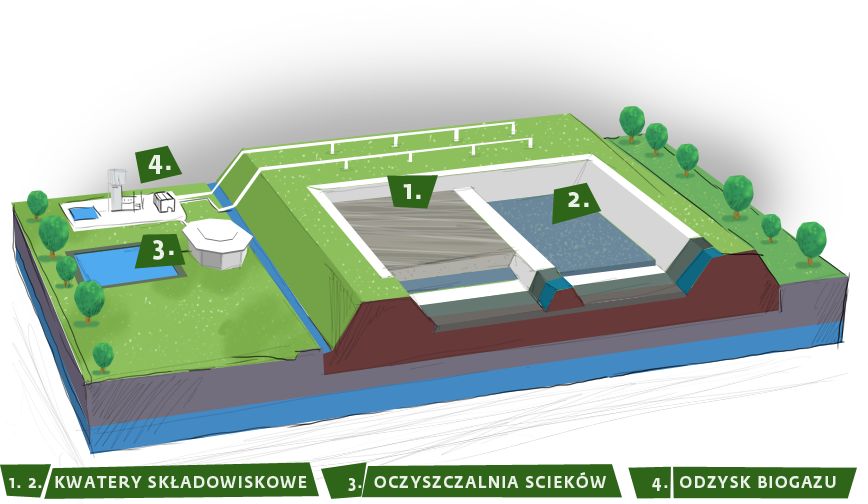 4.
1.
2.
3.
1. 2. KWATERY SKŁADOWISKOWE
3. OCZYSZCZALNIA SCIEKÓW
4. ODZYSK BIOGAZU